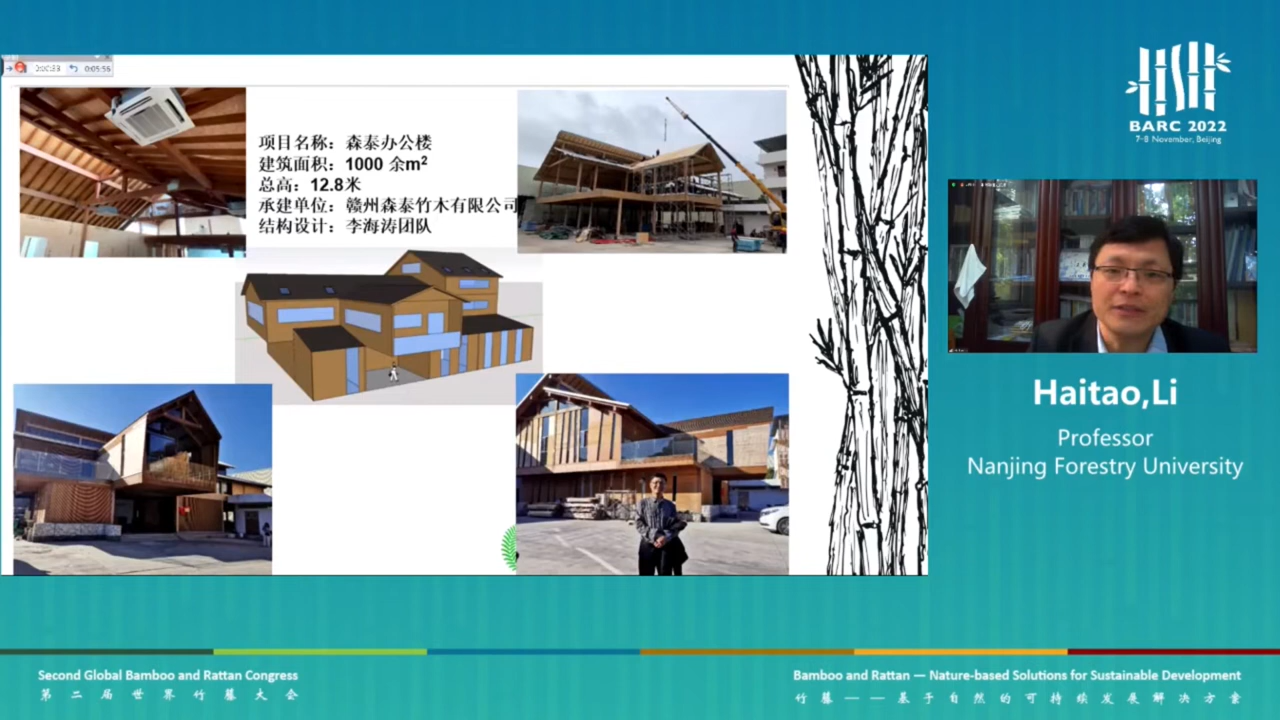 0:05:56
项目名称：森泰办公楼
建筑面积：1000 余m²
总高：12.8米
承建单位：赣州森泰竹木有限公司
结构设计：李海涛团队
BARC 2022
7-8 November, Beijing
Haitao,Li
Professor
Nanjing Forestry University
Second Global Bamboo and Rattan Congress
第二届世界竹藤大会
Bamboo and Rattan — Nature-based Solutions for Sustainable Development
竹藤——基于自然的可持续发展解决方案